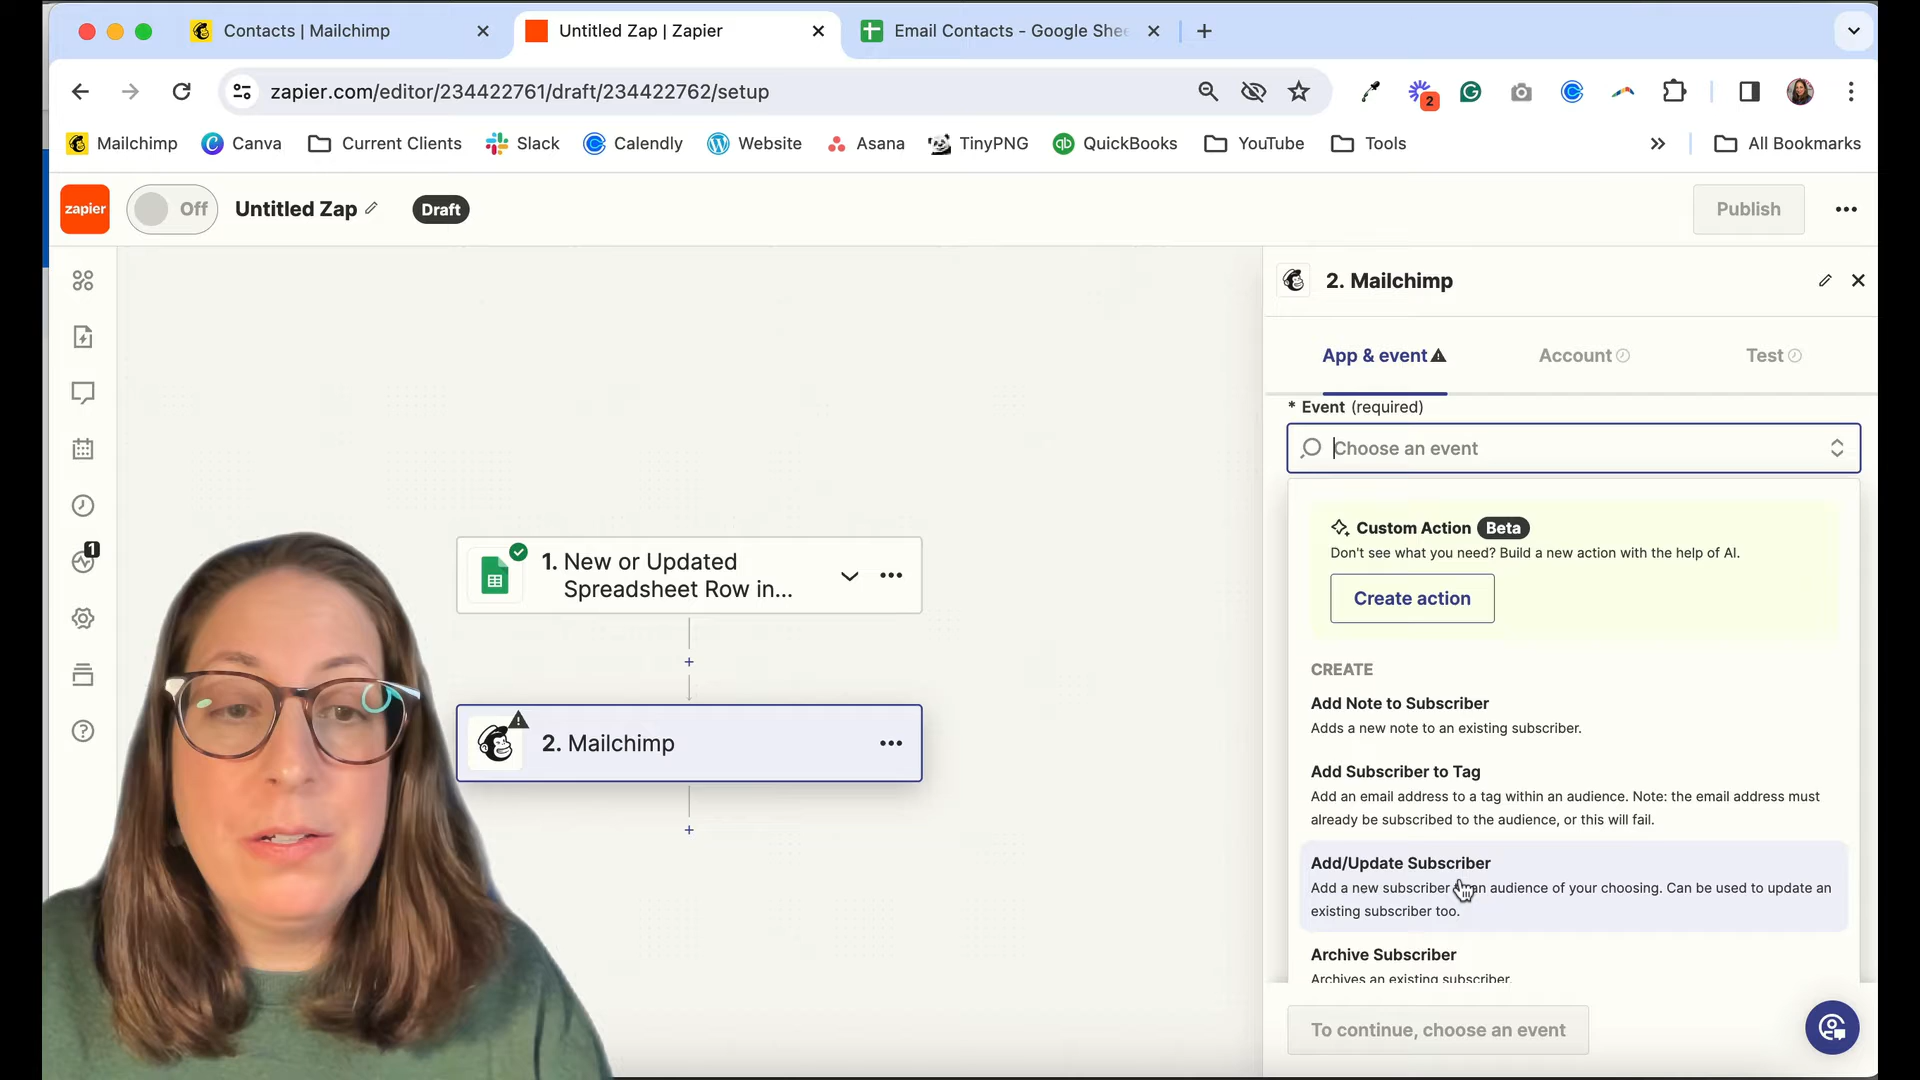 Contacts | Mailchimp
Untitled Zap | Zapier
Email Contacts - Google Shee
zapier.com/editor/234422761/draft/234422762/setup
2
Mailchimp
Canva
Current Clients
Slack
Calendly
Website
Asana
TinyPNG
QuickBooks
YouTube
Tools
All Bookmarks
zapier
Off
Untitled Zap
Draft
Publish
2. Mailchimp
App & event
Account
Test
* Event (required)
Choose an event
Custom Action Beta
Don't see what you need? Build a new action with the help of AI.
Create action
CREATE
Add Note to Subscriber
Adds a new note to an existing subscriber.
Add Subscriber to Tag
Add an email address to a tag within an audience. Note: the email address must
already be subscribed to the audience, or this will fail.
Add/Update Subscriber
Add a new subscriber an audience of your choosing. Can be used to update an
existing subscriber too.
Archive Subscriber
Archives an existing subscriber.
To continue, choose an event
1
1. New or Updated
Spreadsheet Row in...
2. Mailchimp